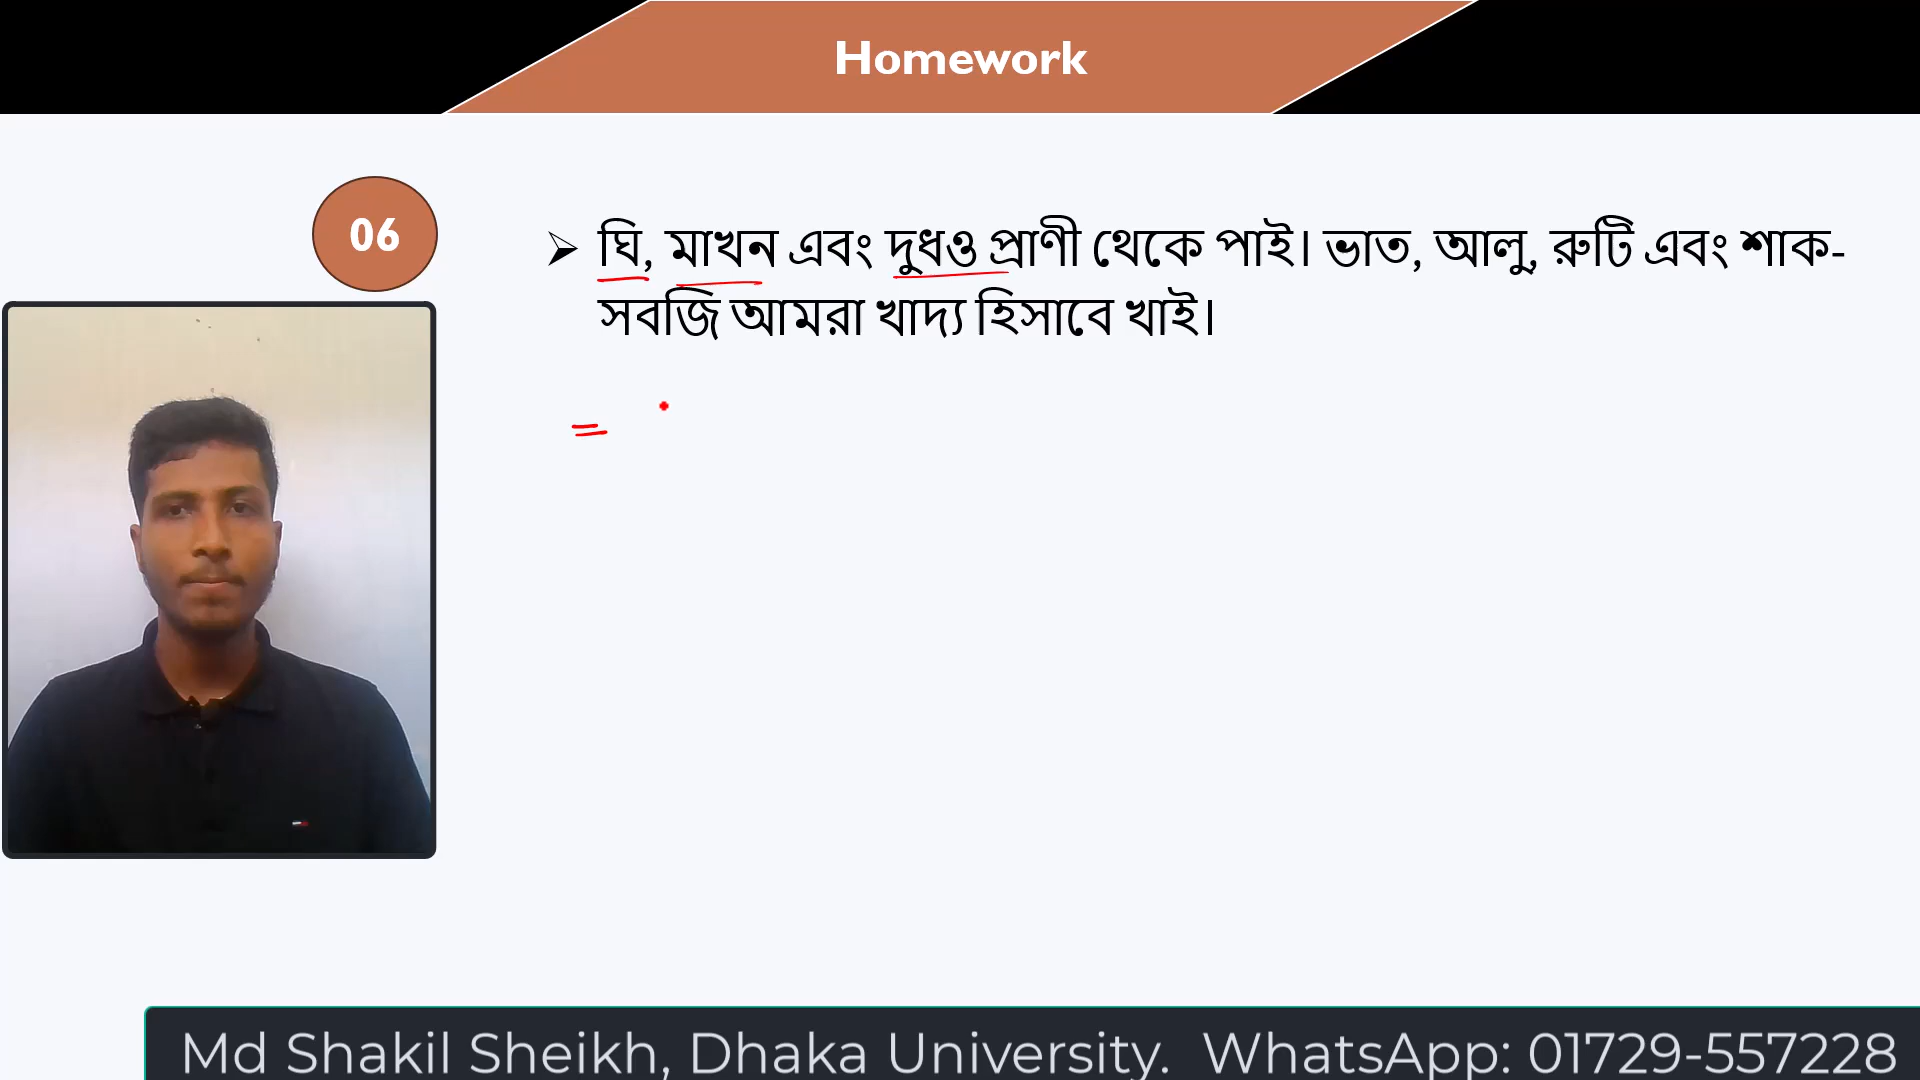 Homework
06
➢ ঘি, মাখন এবং দুধও প্রাণী থেকে পাই। ভাত, আলু, রুটি এবং শাক-
সবজি আমরা খাদ্য হিসাবে খাই।
=
Md Shakil Sheikh, Dhaka University. WhatsApp: 01729-557228